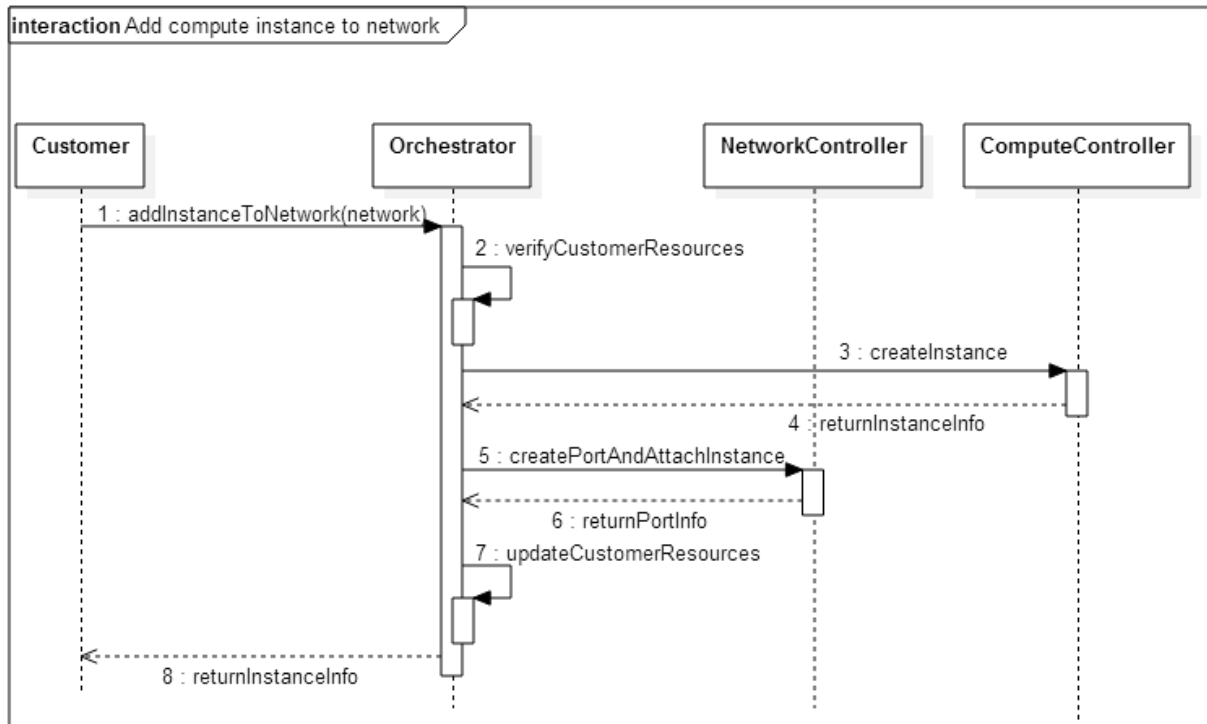 interaction Add compute instance to network
Customer
Orchestrator
NetworkController
ComputeController
1 : addInstanceToNetwork(network)
2 : verifyCustomerResources
3 : createInstance
4 : returnInstanceInfo
5 : createPortAndAttachInstance
6 : returnPortInfo
7 : updateCustomerResources
8 : returnInstanceInfo